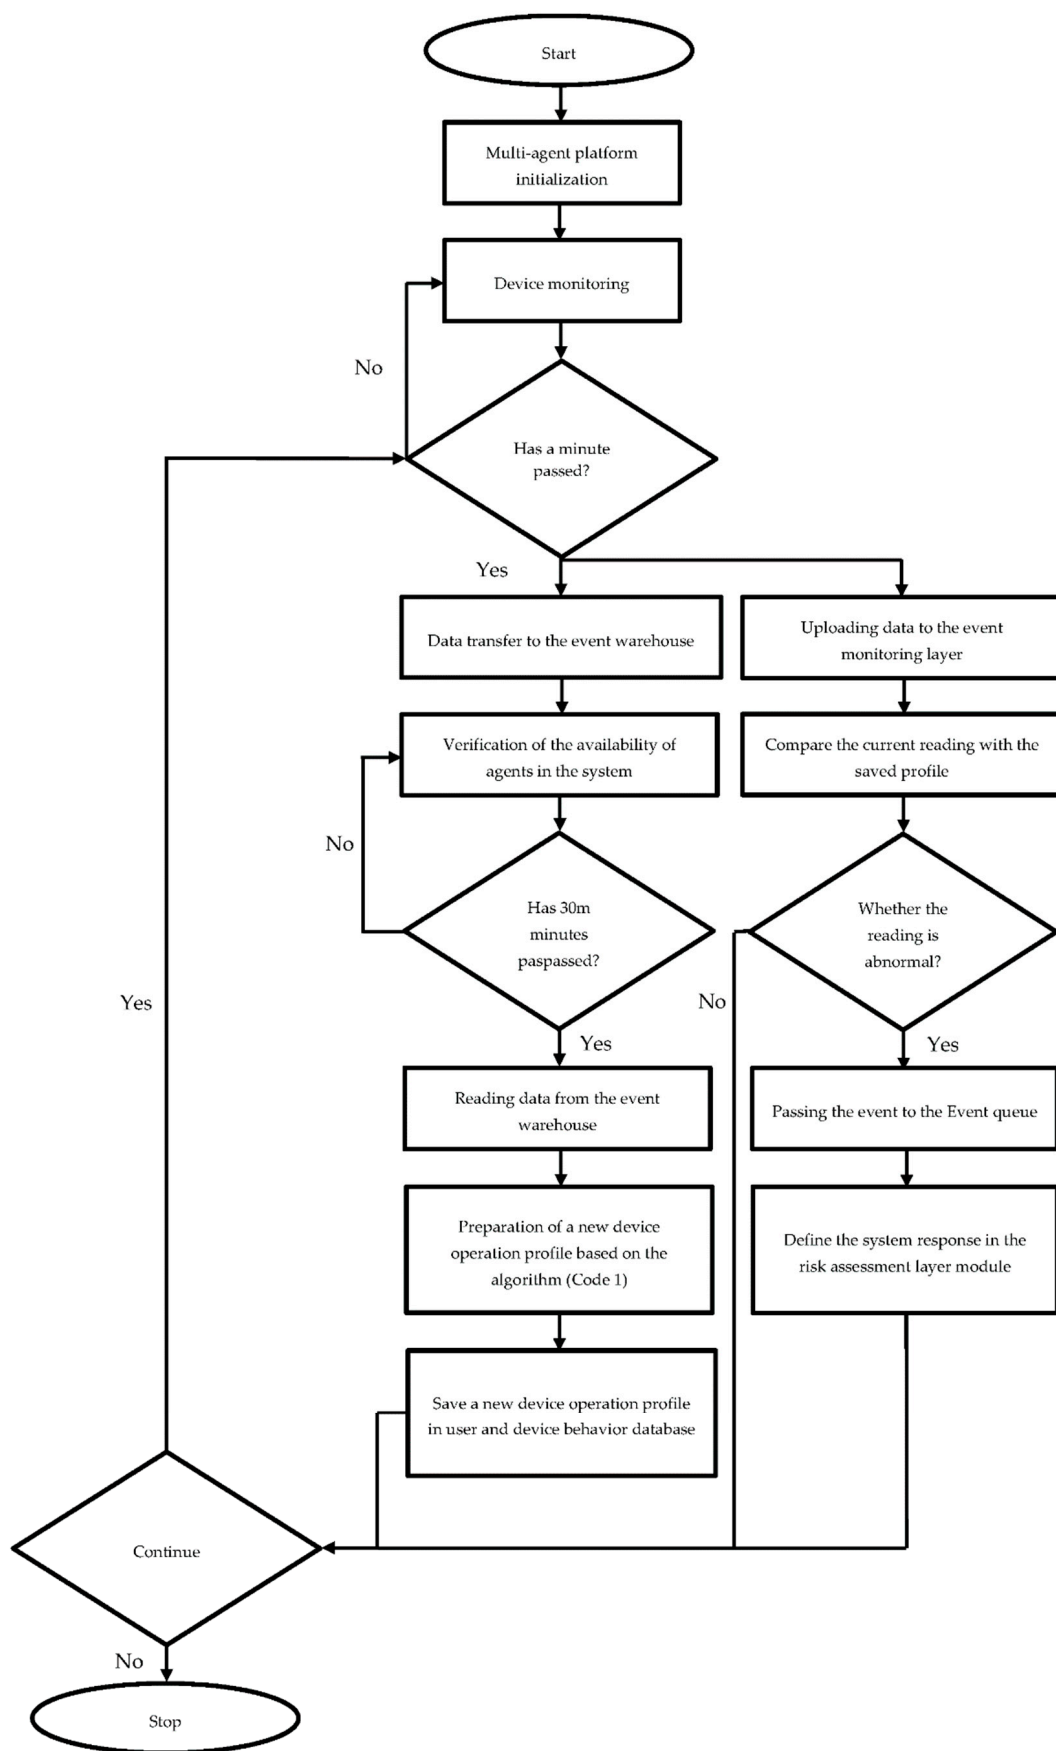 Start
Multi-agent platform
initialization
Device monitoring
No
Has a minute
passed?
Yes
Data transfer to the event warehouse
Uploading data to the event
monitoring layer
Verification of the availability of
agents in the system
Compare the current reading with the
saved profile
No
Has 30m
minutes
paspassed?
Whether the
reading is
abnormal?
Yes
No
Yes
Yes
Reading data from the event
warehouse
Passing the event to the Event queue
Preparation of a new device
operation profile based on the
algorithm (Code 1)
Define the system response in the
risk assessment layer module
Save a new device operation profile
in user and device behavior database
Continue
No
Stop